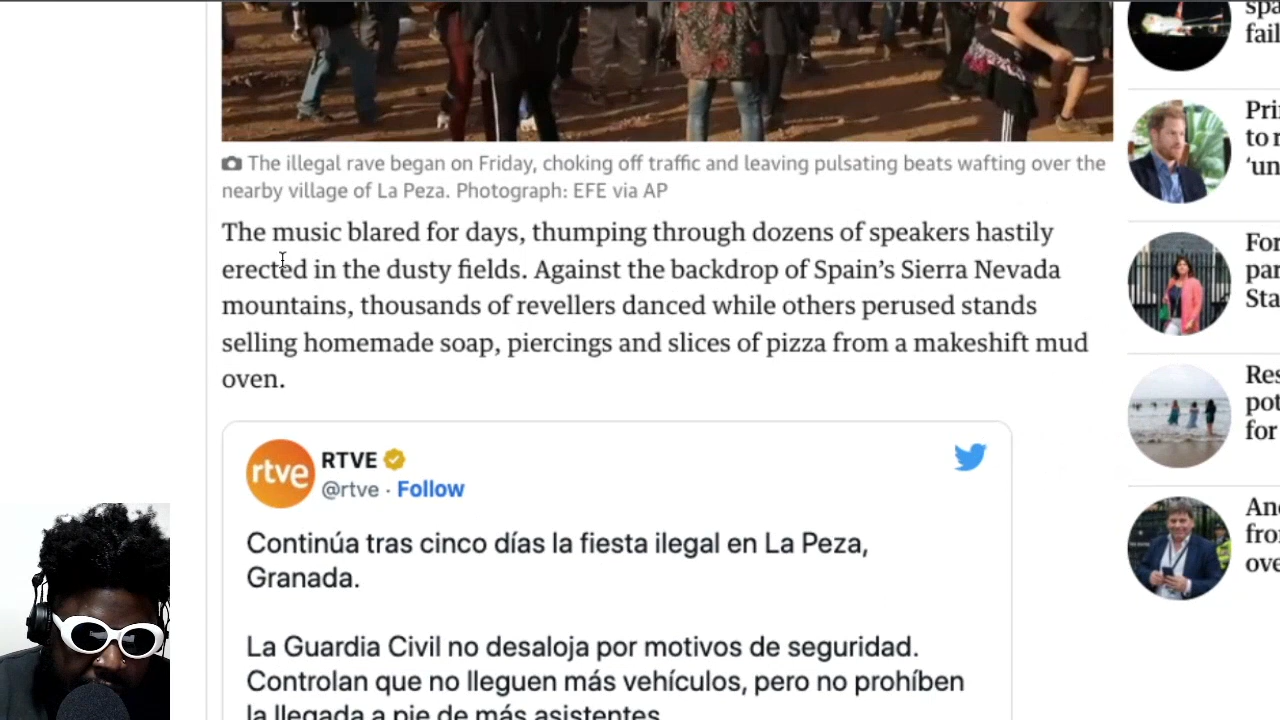 The illegal rave began on Friday, choking off traffic and leaving pulsating beats wafting over the
nearby village of La Peza. Photograph: EFE via AP
The music blared for days, thumping through dozens of speakers hastily
erected in the dusty fields. Against the backdrop of Spain's Sierra Nevada
mountains, thousands of revellers danced while others perused stands
selling homemade soap, piercings and slices of pizza from a makeshift mud
oven.
rtve
RTVE
@rtve · Follow
Continúa tras cinco días la fiesta ilegal en La Peza,
Granada.
La Guardia Civil no desaloja por motivos de seguridad.
Controlan que no lleguen más vehículos, pero no prohíben
la llegada a pie de más asistentes
to
for